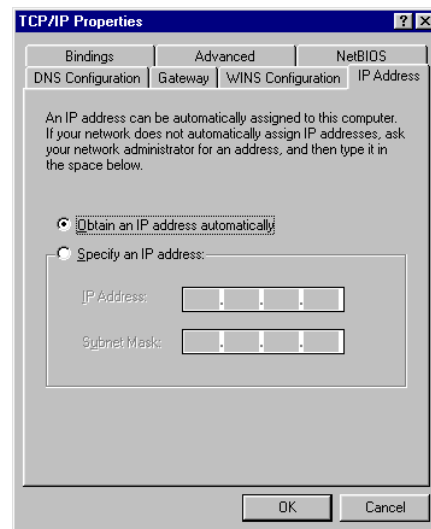 TCP/IP Properties ? ×
Bindings Advanced NetBIOS
DNS Configuration Gateway WINS Configuration IP Address
An IP address can be automatically assigned to this computer.
If your network does not automatically assign IP addresses, ask
your network administrator for an address, and then type it in
the space below.
Obtain an IP address automatically
Specify an IP address:
IP Address: . . .
Subnet Mask: . . .
OK Cancel